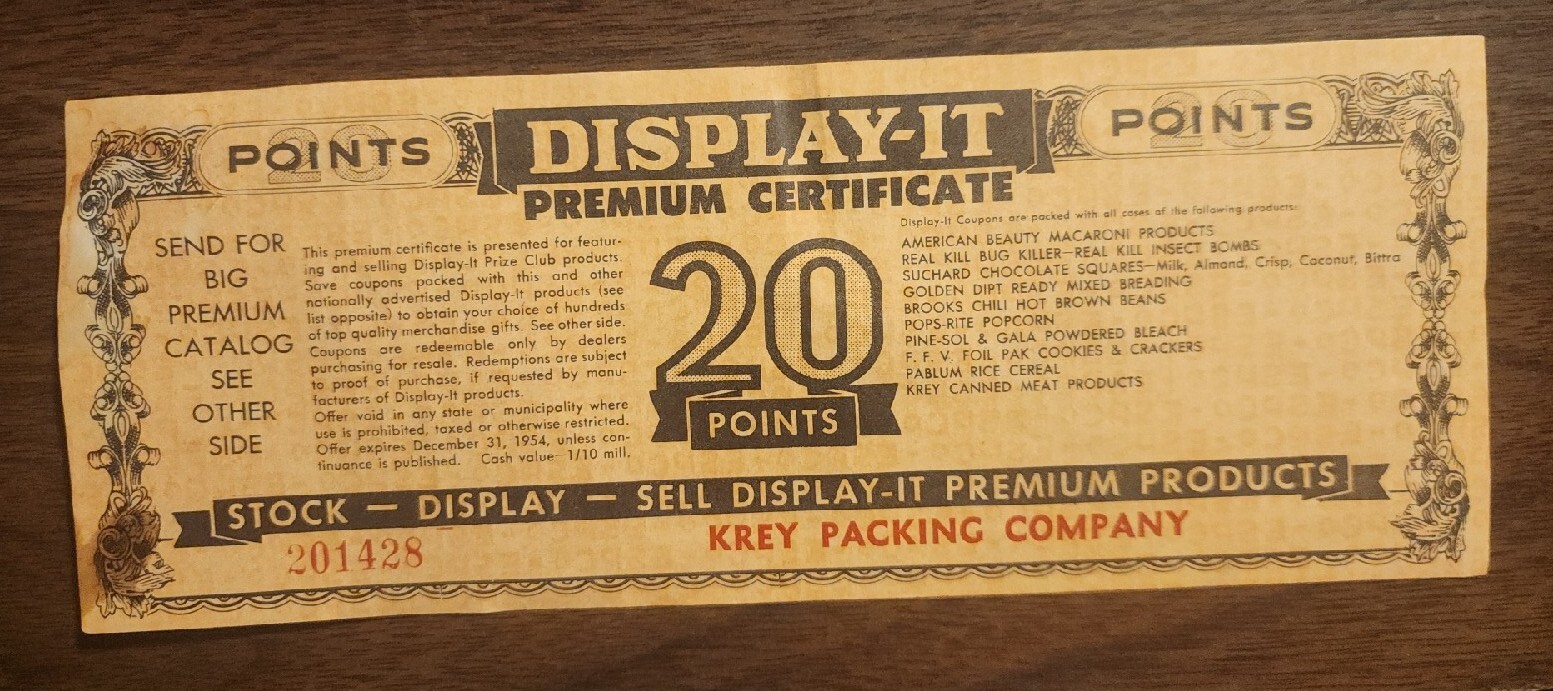 20 POINTS
DISPLAY-IT
20 POINTS
PREMIUM CERTIFICATE
SEND FOR
BIG
PREMIUM
CATALOG
SEE
OTHER
SIDE
This premium certificate is presented for featur-
ing and selling Display-It Prize Club products.
Save coupons packed with this and other
nationally advertised Display-It products (see
list opposite) to obtain your choice of hundreds
of top quality merchandise gifts. See other side.
Coupons are redeemable only by dealers
purchasing for resale. Redemptions are subject
to proof of purchase, if requested by manu-
facturers of Display-It products.
Offer void in any state or municipality where
use is prohibited, taxed or otherwise restricted.
Offer expires December 31, 1954, unless con-
tinuance is published. Cash value—1/10 mill.
20
POINTS
Display-It Coupons are packed with all cases of the following products:
AMERICAN BEAUTY MACARONI PRODUCTS
REAL KILL BUG KILLER—REAL KILL INSECT BOMBS
SUCHARD CHOCOLATE SQUARES—Milk, Almond, Crisp, Coconut, Bittra
GOLDEN DIPT READY MIXED BREADING
BROOKS CHILI HOT BROWN BEANS
POPS-RITE POPCORN
PINE-SOL & GALA POWDERED BLEACH
F. F. V. FOIL PAK COOKIES & CRACKERS
PABLUM RICE CEREAL
KREY CANNED MEAT PRODUCTS
STOCK — DISPLAY — SELL DISPLAY-IT PREMIUM PRODUCTS
201428
KREY PACKING COMPANY